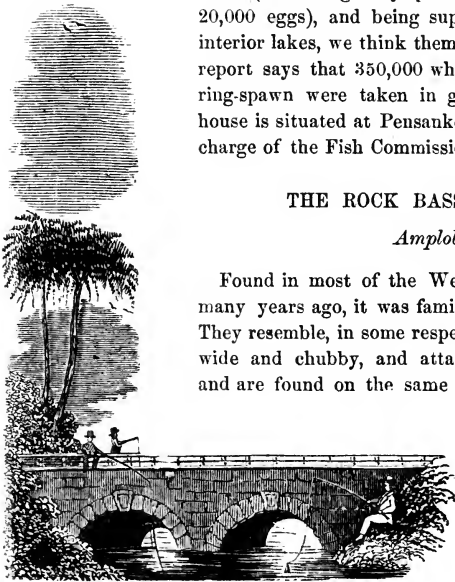 20,000 eggs), and being sup
interior lakes, we think them
report says that 350,000 wh
ring-spawn were taken in g
house is situated at Pensank
charge of the Fish Commissi
THE ROCK BASS
Amplo
Found in most of the We
many years ago, it was fami
They resemble, in some respe
wide and chubby, and atta
and are found on the same